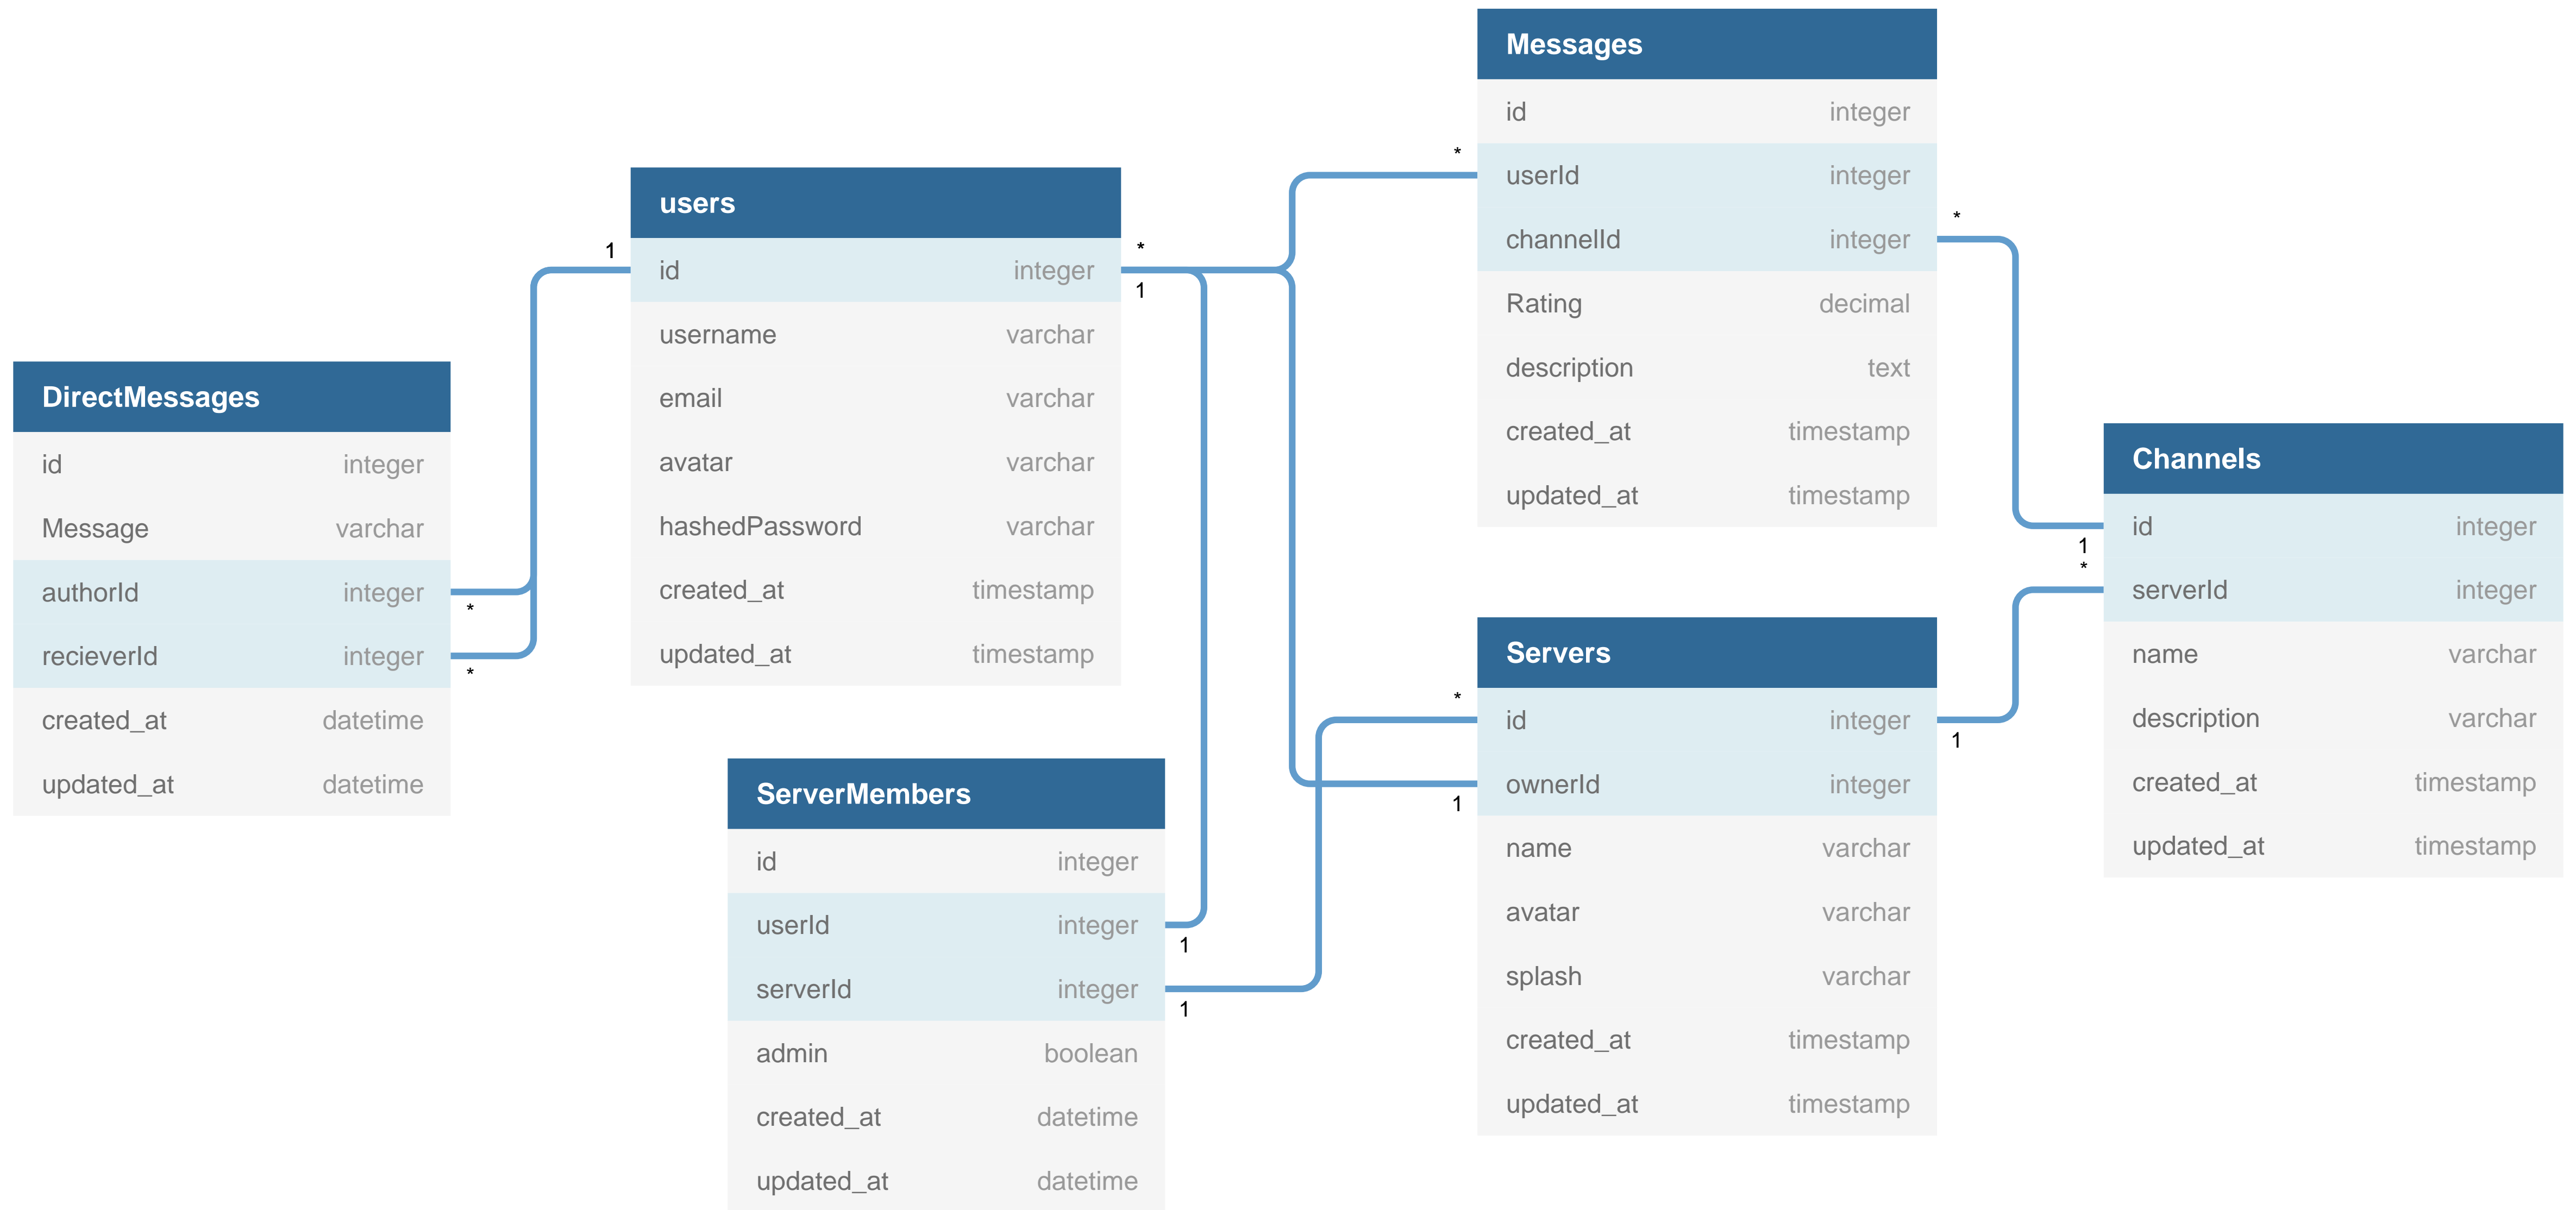 Messages
id integer
userId integer
channelId integer
Rating decimal
description text
created_at timestamp
updated_at timestamp
*
*
users
id integer
username varchar
email varchar
avatar varchar
hashedPassword varchar
created_at timestamp
updated_at timestamp
1
*
1
DirectMessages
id integer
Message varchar
authorId integer
recieverId integer
created_at datetime
updated_at datetime
*
*
Channels
id integer
serverId integer
name varchar
description varchar
created_at timestamp
updated_at timestamp
1
*
Servers
id integer
ownerId integer
name varchar
avatar varchar
splash varchar
created_at timestamp
updated_at timestamp
*
1
1
ServerMembers
id integer
userId integer
serverId integer
admin boolean
created_at datetime
updated_at datetime
1
1